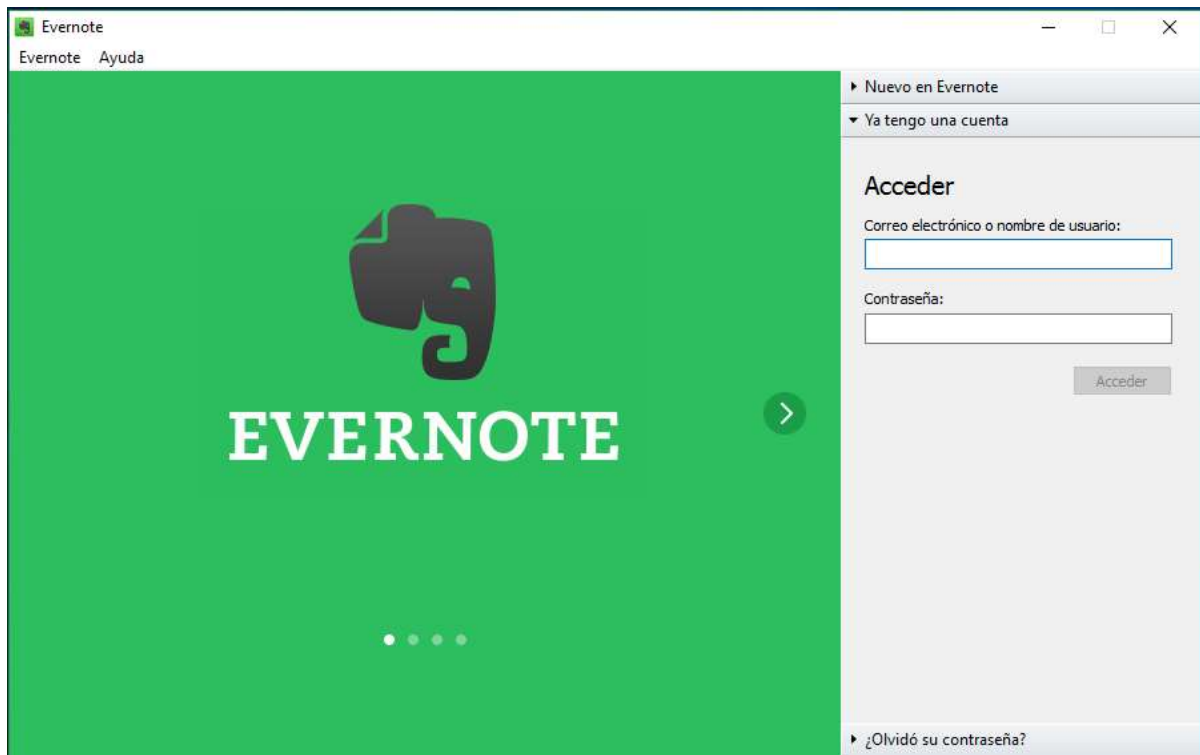 Evernote
Evernote Ayuda
EVERNOTE
Nuevo en Evernote
Ya tengo una cuenta
Acceder
Correo electrónico o nombre de usuario:
Contraseña:
Acceder
¿Olvidó su contraseña?